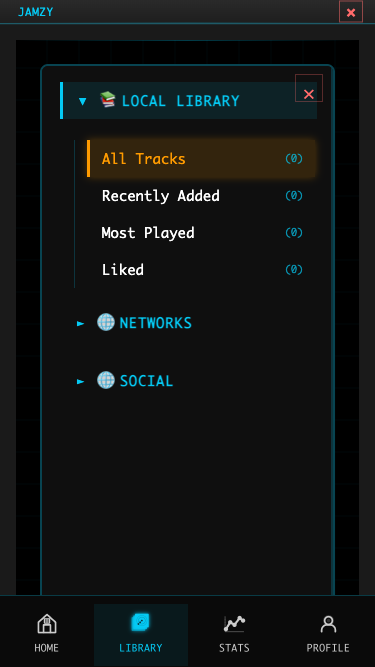 JAMZY
×
▼ 📚 LOCAL LIBRARY
×
All Tracks (0)
Recently Added (0)
Most Played (0)
Liked (0)
► 🌐 NETWORKS
► 🌐 SOCIAL
HOME
LIBRARY
STATS
PROFILE